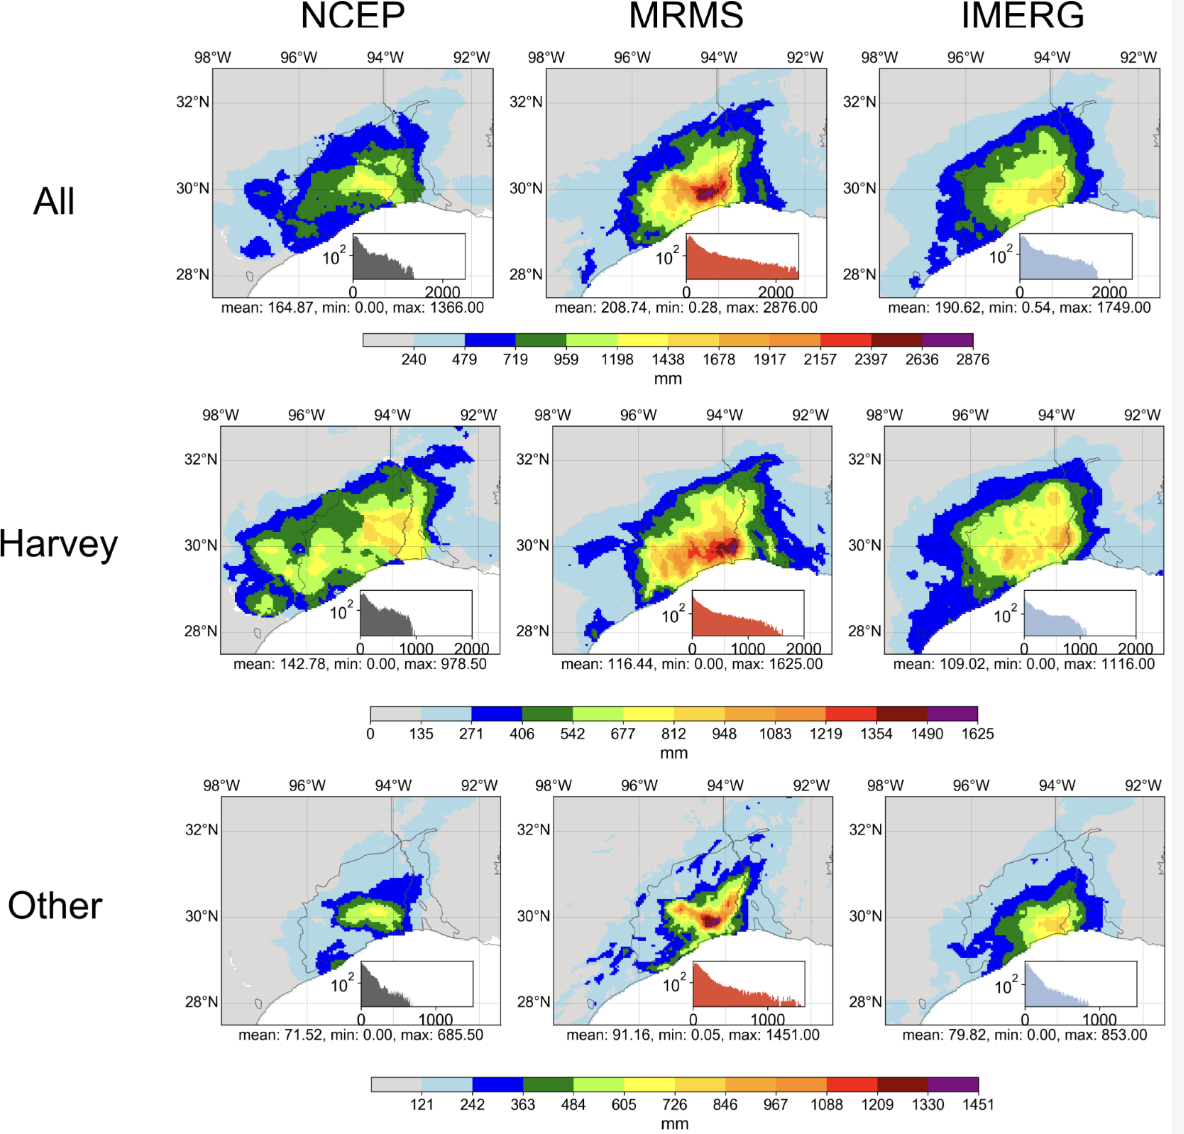 NCEP MRMS IMERG
98°W 96°W 94°W 92°W 98°W 96°W 94°W 92°W 98°W 96°W 94°W 92°W
32°N 32°N 32°N
All
30°N 30°N 30°N
10² 10² 10²
28°N 28°N 28°N
0 2000 0 2000 0 2000
mean: 164.87, min: 0.00, max: 1366.00 mean: 208.74, min: 0.28, max: 2876.00 mean: 190.62, min: 0.54, max: 1749.00
240 479 719 959 1198 1438 1678 1917 2157 2397 2636 2876
mm
98°W 96°W 94°W 92°W 98°W 96°W 94°W 92°W 98°W 96°W 94°W 92°W
32°N 32°N 32°N
Harvey
30°N 30°N 30°N
10² 10² 10²
28°N 28°N 28°N
0 1000 2000 0 1000 2000 0 1000 2000
mean: 142.78, min: 0.00, max: 978.50 mean: 116.44, min: 0.00, max: 1625.00 mean: 109.02, min: 0.00, max: 1116.00
0 135 271 406 542 677 812 948 1083 1219 1354 1490 1625
mm
98°W 96°W 94°W 92°W 98°W 96°W 94°W 92°W 98°W 96°W 94°W 92°W
32°N 32°N 32°N
Other
30°N 30°N 30°N
10² 10² 10²
28°N 28°N 28°N
0 1000 0 1000 0 1000
mean: 71.52, min: 0.00, max: 685.50 mean: 91.16, min: 0.05, max: 1451.00 mean: 79.82, min: 0.00, max: 853.00
121 242 363 484 605 726 846 967 1088 1209 1330 1451
mm